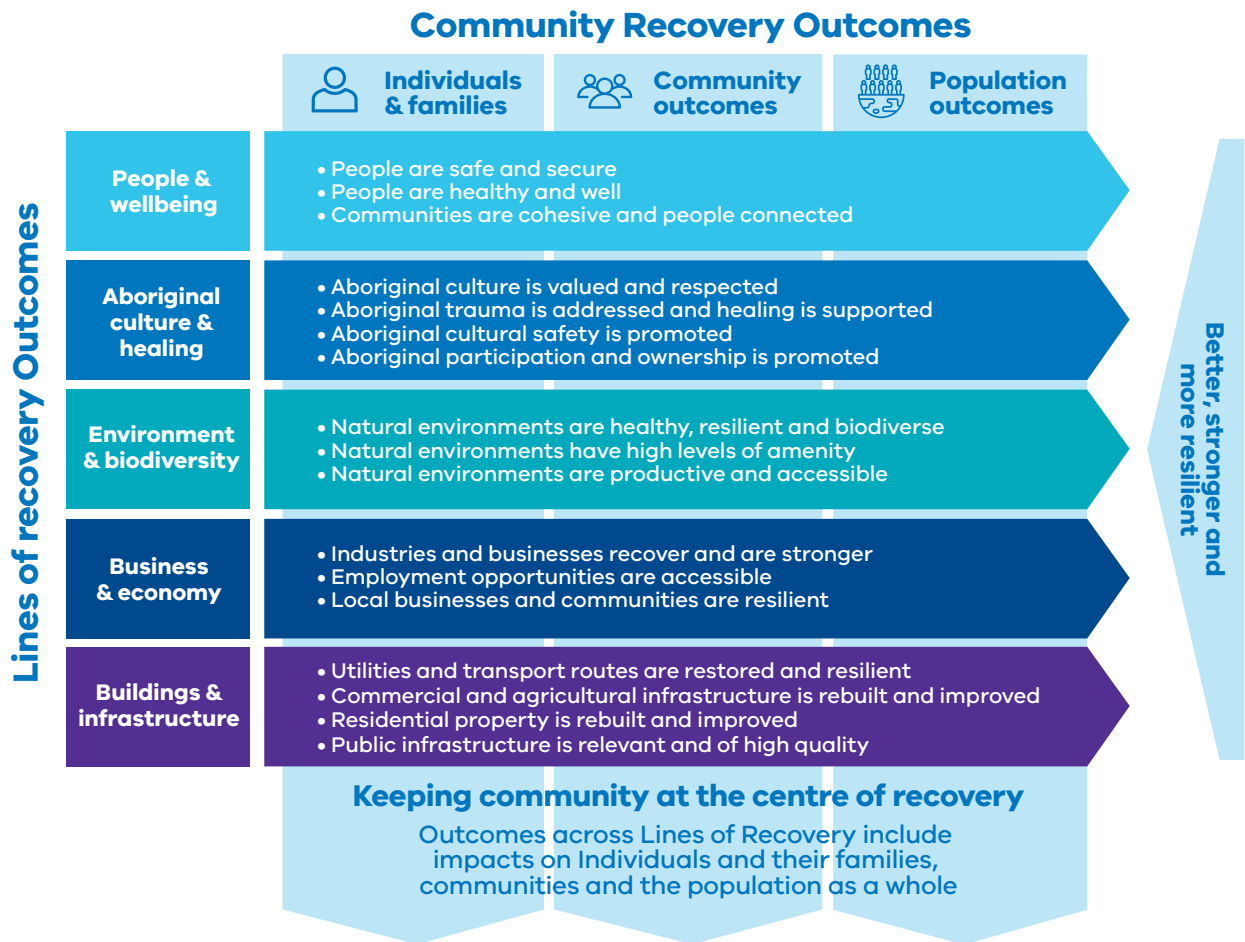 Community Recovery Outcomes
Individuals
& families
Community
outcomes
Population
outcomes
Lines of recovery Outcomes
People &
wellbeing
• People are safe and secure
• People are healthy and well
• Communities are cohesive and people connected
Aboriginal
culture &
healing
• Aboriginal culture is valued and respected
• Aboriginal trauma is addressed and healing is supported
• Aboriginal cultural safety is promoted
• Aboriginal participation and ownership is promoted
Environment
& biodiversity
• Natural environments are healthy, resilient and biodiverse
• Natural environments have high levels of amenity
• Natural environments are productive and accessible
Business
& economy
• Industries and businesses recover and are stronger
• Employment opportunities are accessible
• Local businesses and communities are resilient
Buildings &
infrastructure
• Utilities and transport routes are restored and resilient
• Commercial and agricultural infrastructure is rebuilt and improved
• Residential property is rebuilt and improved
• Public infrastructure is relevant and of high quality
Better, stronger and
more resilient
Keeping community at the centre of recovery
Outcomes across Lines of Recovery include
impacts on Individuals and their families,
communities and the population as a whole